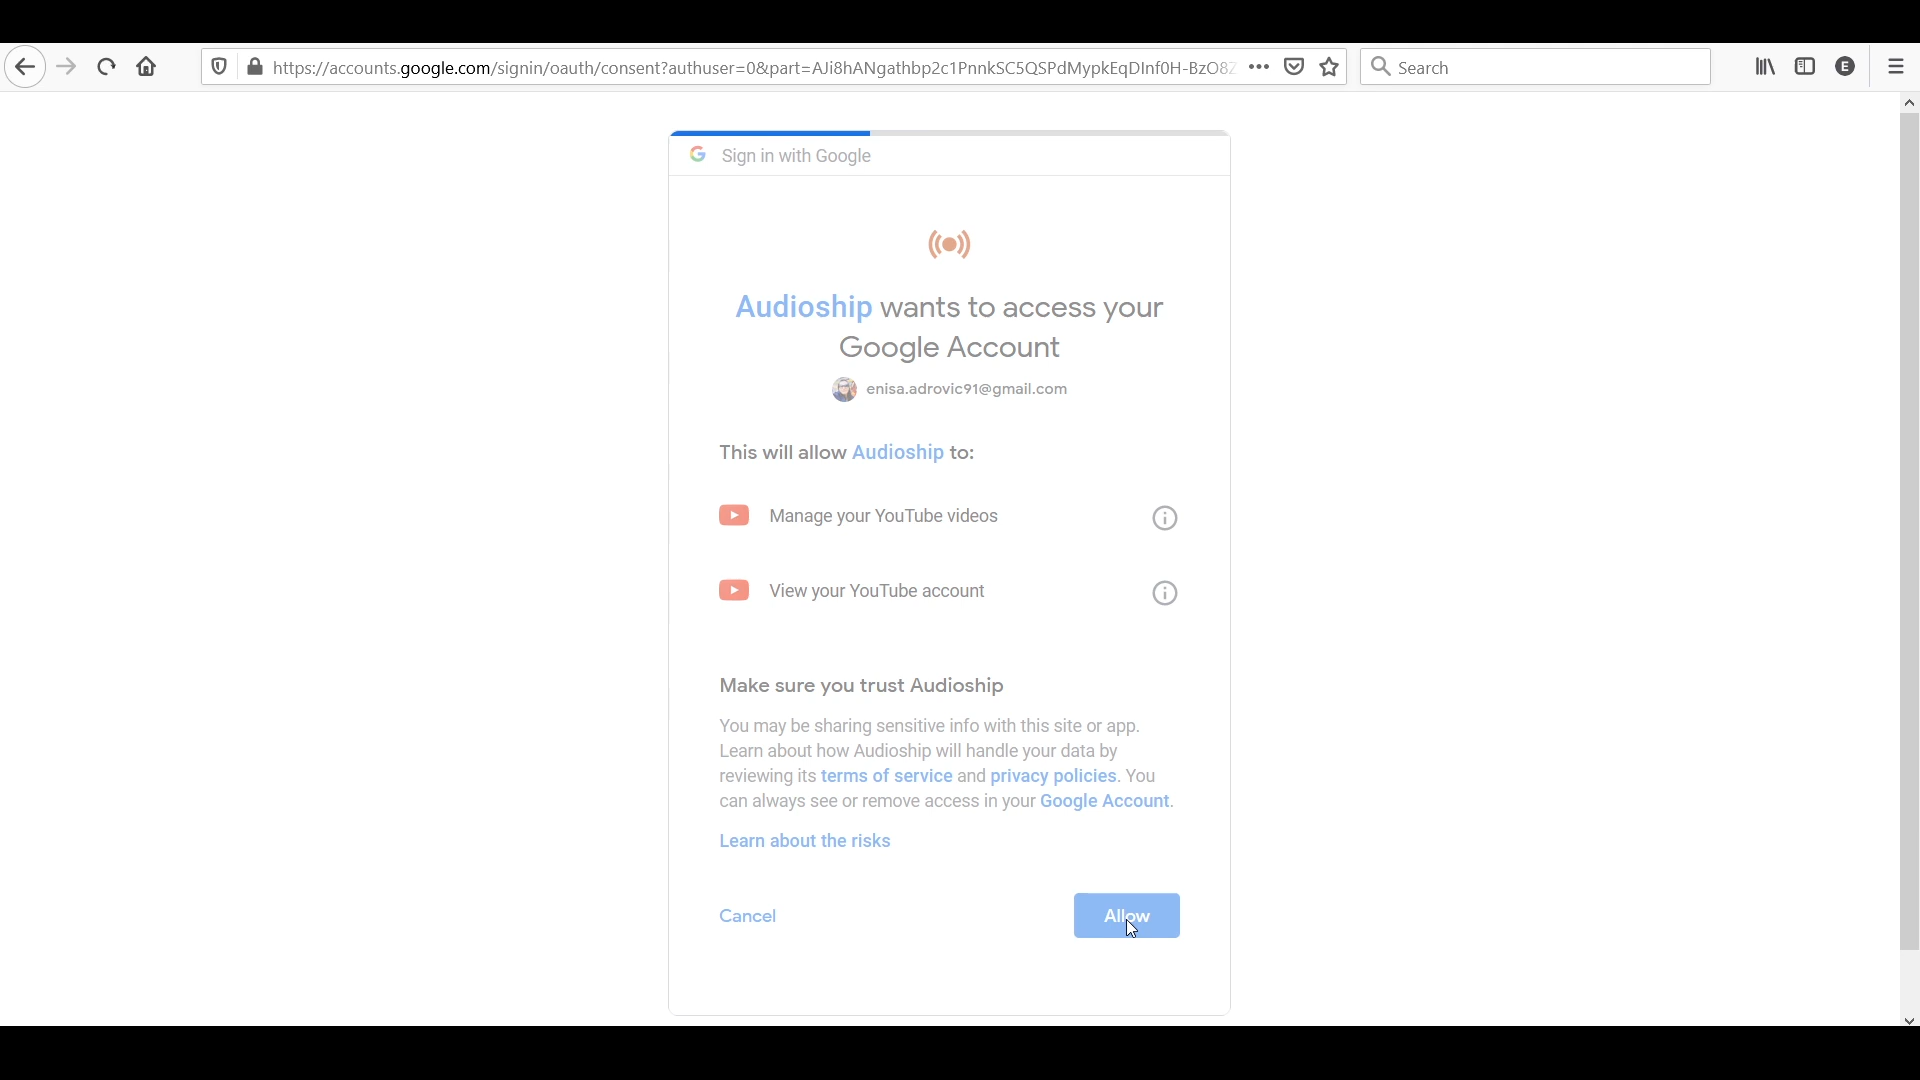 https://accounts.google.com/signin/oauth/consent?authuser=0&part=AJi8hANgathbp2c1PnnkSC5QSPdMypkEqDInf0H-BzO8Z
Search
E
Sign in with Google
Audioship wants to access your
Google Account
enisa.adrovic91@gmail.com
This will allow Audioship to:
Manage your YouTube videos
View your YouTube account
Make sure you trust Audioship
You may be sharing sensitive info with this site or app.
Learn about how Audioship will handle your data by
reviewing its terms of service and privacy policies. You
can always see or remove access in your Google Account.
Learn about the risks
Cancel
Allow